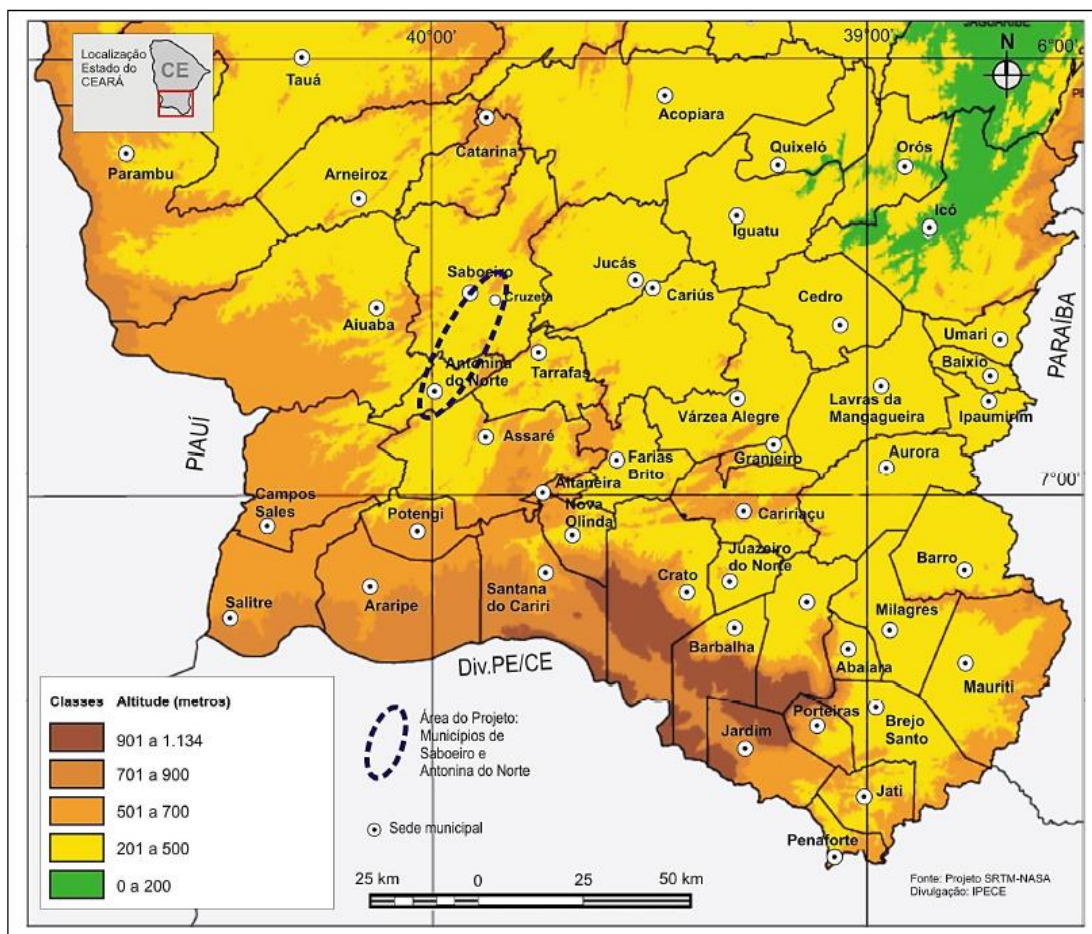 Localização
Estado do
CEARÁ
CE
40°00'
39°00'
JAGUARIBE
N
6°00'
Tauá
Acopiara
Catarina
Quixeló
Orós
Parambu
Arneiroz
Icó
Iguatu
Saboeiro
Cruzeta
Jucás
Cariús
Cedro
Aiuaba
Umari
PARAÍBA
Antonina
do Norte
Tarrafas
Baixio
Várzea Alegre
Lavras da
Mangagueira
Ipaumirim
PIAUÍ
Assaré
Farias
Brito
Granjeiro
Aurora
Altaneira
7°00'
Campos
Sales
Potengi
Nova
Olinda
Caririaçu
Juazeiro
do Norte
Barro
Crato
Salitre
Araripe
Santana
do Cariri
Milagres
Barbalha
Abaiara
Mauriti
Div.PE/CE
Porteiras
Brejo
Santo
Jardim
Jati
Penaforte
Classes Altitude (metros)
901 a 1.134
701 a 900
501 a 700
201 a 500
0 a 200
Área do Projeto:
Municípios de
Saboeiro e
Antonina do Norte
Sede municipal
25 km 0 25 50 km
Fonte: Projeto SRTM-NASA
Divulgação: IPECE